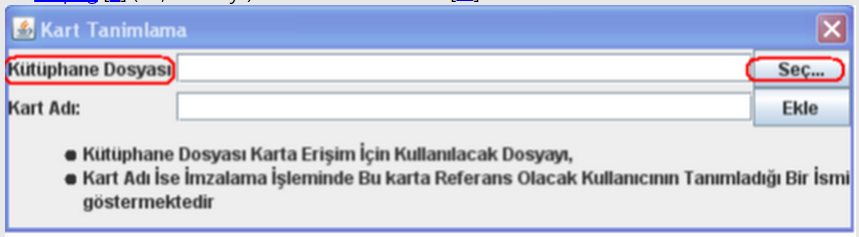 Kart Tanimlama
Kütüphane Dosyası
Seç...
Kart Adı:
Ekle
● Kütüphane Dosyası Karta Erişim İçin Kullanılacak Dosyayı,
● Kart Adı İse İmzalama İşleminde Bu karta Referans Olacak Kullanıcının Tanımladığı Bir İsmi
göstermektedir